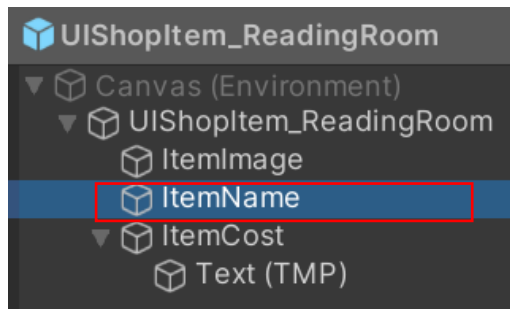 UIShopItem_ReadingRoom
Canvas (Environment)
UIShopItem_ReadingRoom
ItemImage
ItemName
ItemCost
Text (TMP)